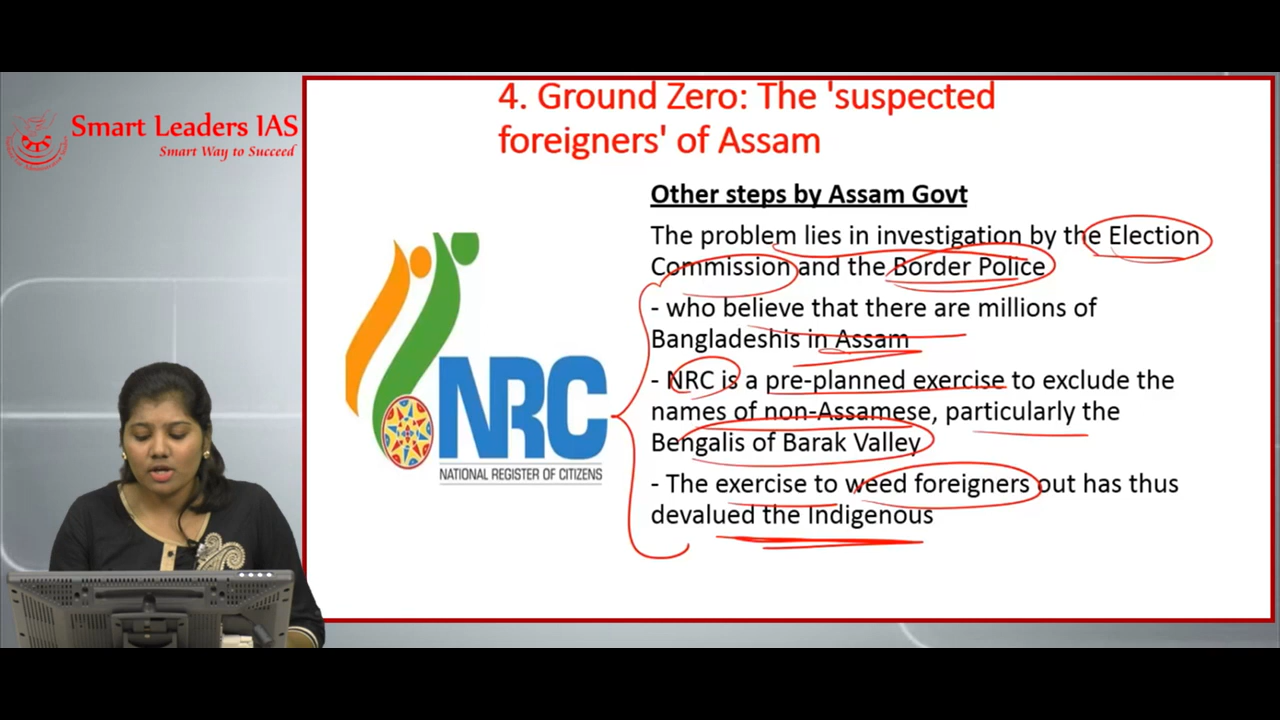 Smart Leaders IAS
Smart Way to Succeed
4. Ground Zero: The 'suspected
foreigners' of Assam
Other steps by Assam Govt
The problem lies in investigation by the Election
Commission and the Border Police
- who believe that there are millions of
Bangladeshis in Assam
- NRC is a pre-planned exercise to exclude the
names of non-Assamese, particularly the
Bengalis of Barak Valley
- The exercise to weed foreigners out has thus
devalued the Indigenous
NRC
NATIONAL REGISTER OF CITIZENS